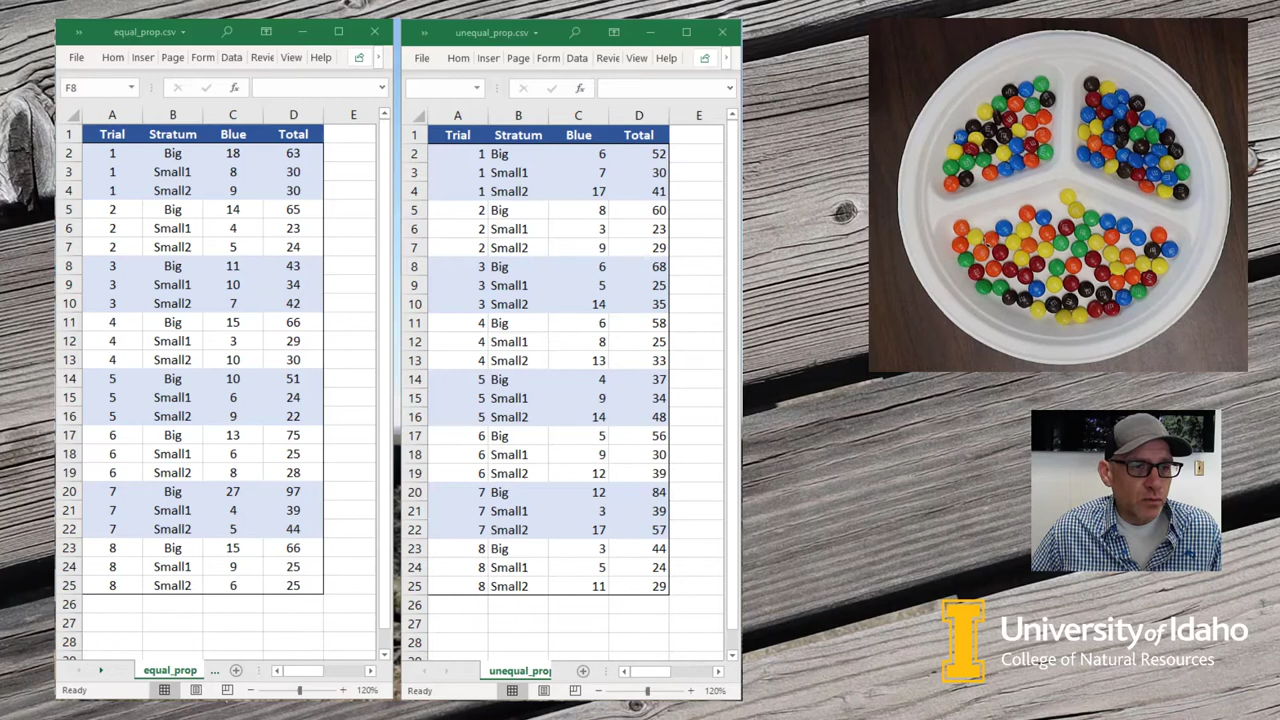 equal_prop.csv
File Hom Inser Page Form Data Revie View Help
F8
A B C D E
1 Trial Stratum Blue Total
2 1 Big 18 63
3 1 Small1 8 30
4 1 Small2 9 30
5 2 Big 14 65
6 2 Small1 4 23
7 2 Small2 5 24
8 3 Big 11 43
9 3 Small1 10 34
10 3 Small2 7 42
11 4 Big 15 66
12 4 Small1 3 29
13 4 Small2 10 30
14 5 Big 10 51
15 5 Small1 6 24
16 5 Small2 9 22
17 6 Big 13 75
18 6 Small1 6 25
19 6 Small2 8 28
20 7 Big 27 97
21 7 Small1 4 39
22 7 Small2 5 44
23 8 Big 15 66
24 8 Small1 9 25
25 8 Small2 6 25
26
27
28
equal_prop ...
Ready 120%
unequal_prop.csv
File Hom Inser Page Form Data Revie View Help
A B C D E
1 Trial Stratum Blue Total
2 1 Big 6 52
3 1 Small1 7 30
4 1 Small2 17 41
5 2 Big 8 60
6 2 Small1 3 23
7 2 Small2 9 29
8 3 Big 6 68
9 3 Small1 5 25
10 3 Small2 14 35
11 4 Big 6 58
12 4 Small1 8 25
13 4 Small2 13 33
14 5 Big 4 37
15 5 Small1 9 34
16 5 Small2 14 48
17 6 Big 5 56
18 6 Small1 9 30
19 6 Small2 12 39
20 7 Big 12 84
21 7 Small1 3 39
22 7 Small2 17 57
23 8 Big 3 44
24 8 Small1 5 24
25 8 Small2 11 29
26
27
28
unequal_prop
Ready 120%
I
University of Idaho
College of Natural Resources